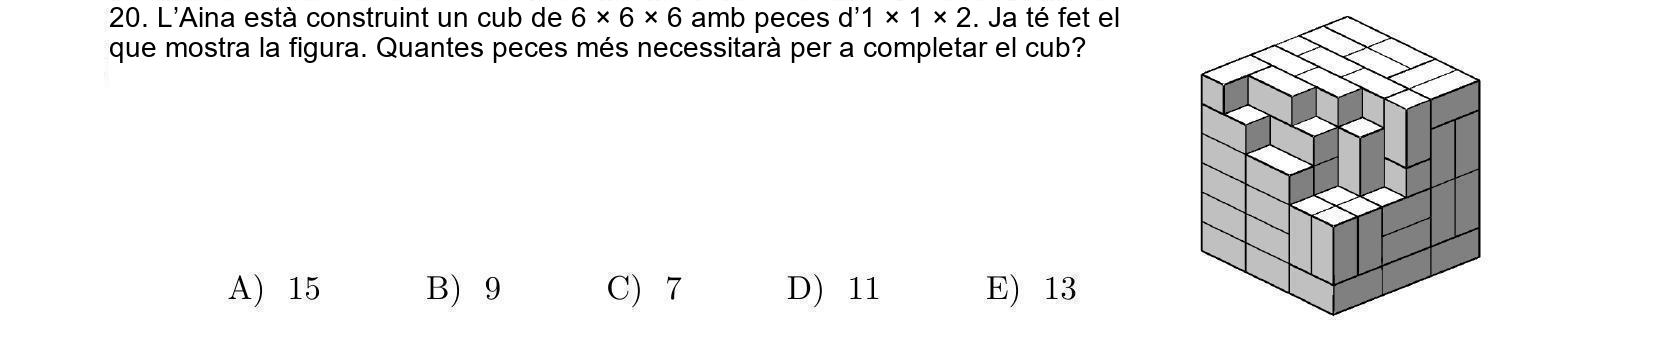 20. L’Aina està construint un cub de 6 × 6 × 6 amb peces d’1 × 1 × 2. Ja té fet el
que mostra la figura. Quantes peces més necessitarà per a completar el cub?
A) 15 B) 9 C) 7 D) 11 E) 13